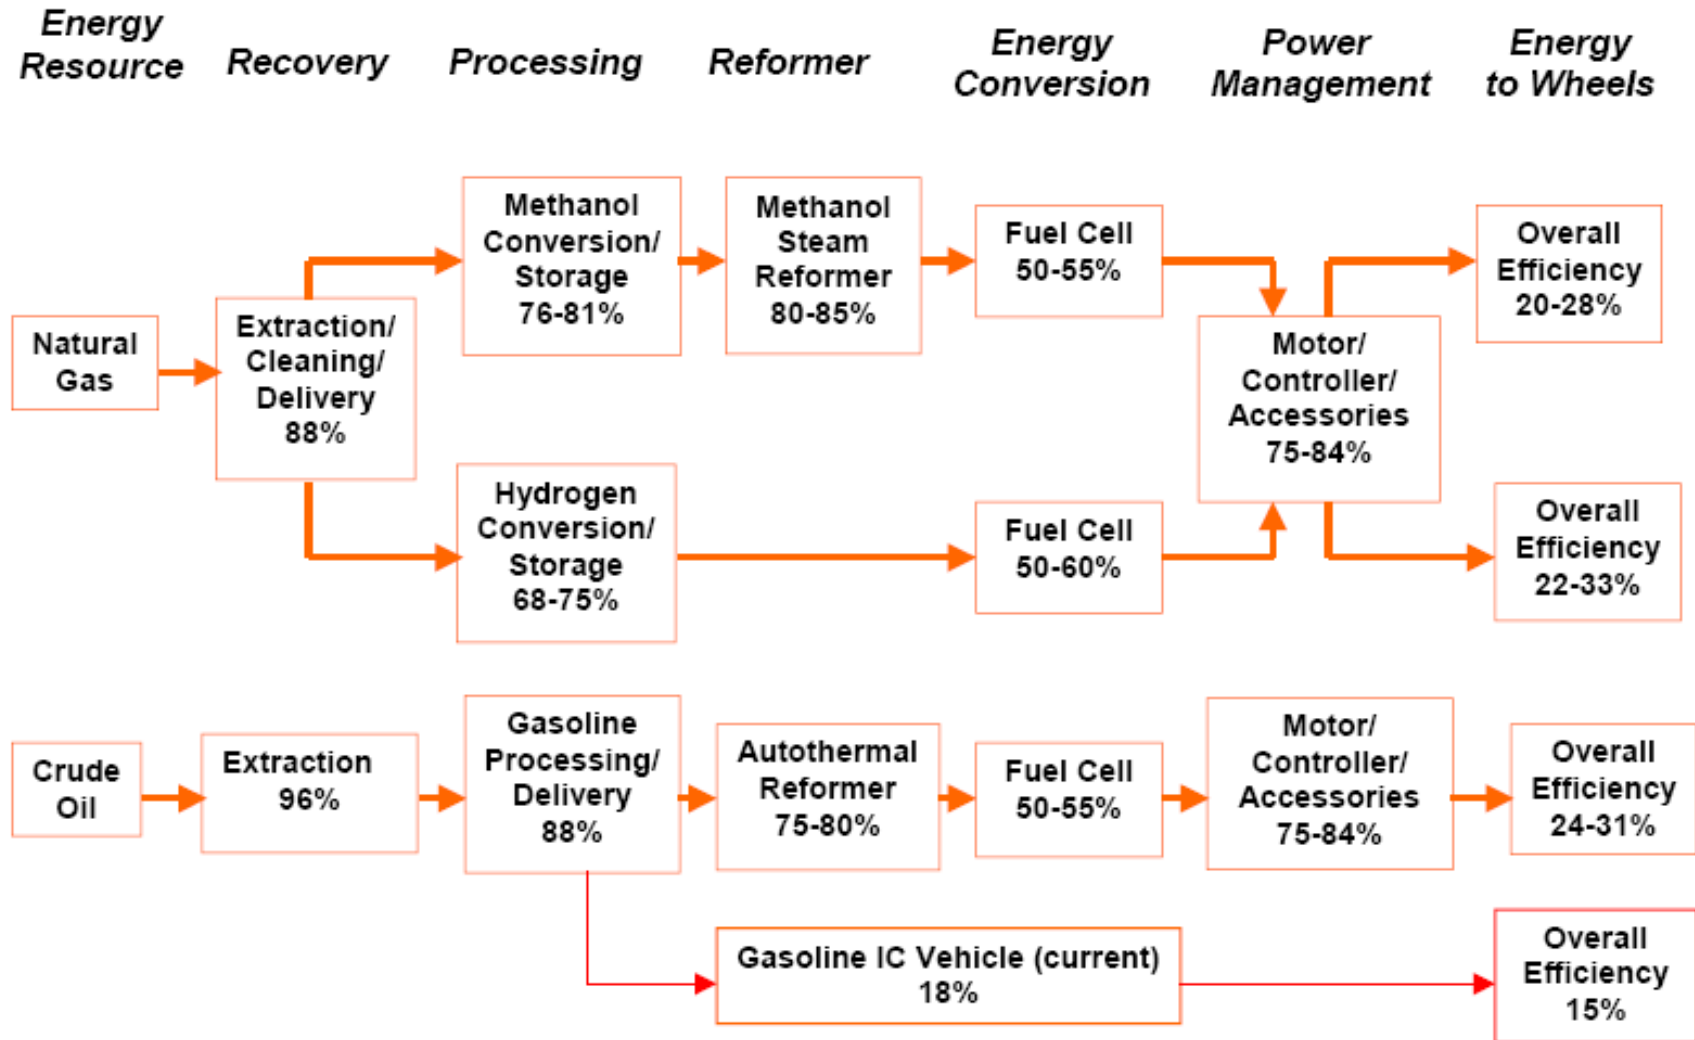 Energy
Resource
Recovery
Processing
Reformer
Energy
Conversion
Power
Management
Energy
to Wheels
Natural
Gas
Extraction/
Cleaning/
Delivery
88%
Methanol
Conversion/
Storage
76-81%
Methanol
Steam
Reformer
80-85%
Fuel Cell
50-55%
Motor/
Controller/
Accessories
75-84%
Overall
Efficiency
20-28%
Hydrogen
Conversion/
Storage
68-75%
Fuel Cell
50-60%
Overall
Efficiency
22-33%
Crude
Oil
Extraction
96%
Gasoline
Processing/
Delivery
88%
Autothermal
Reformer
75-80%
Fuel Cell
50-55%
Motor/
Controller/
Accessories
75-84%
Overall
Efficiency
24-31%
Gasoline IC Vehicle (current)
18%
Overall
Efficiency
15%